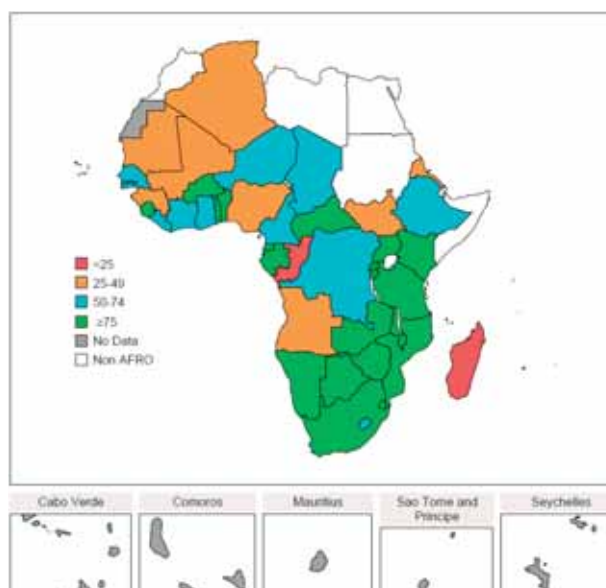 <25
25-49
50-74
≥75
No Data
Non AFRO
Cabo Verde
Comoros
Mauritius
Sao Tome and
Principe
Seychelles